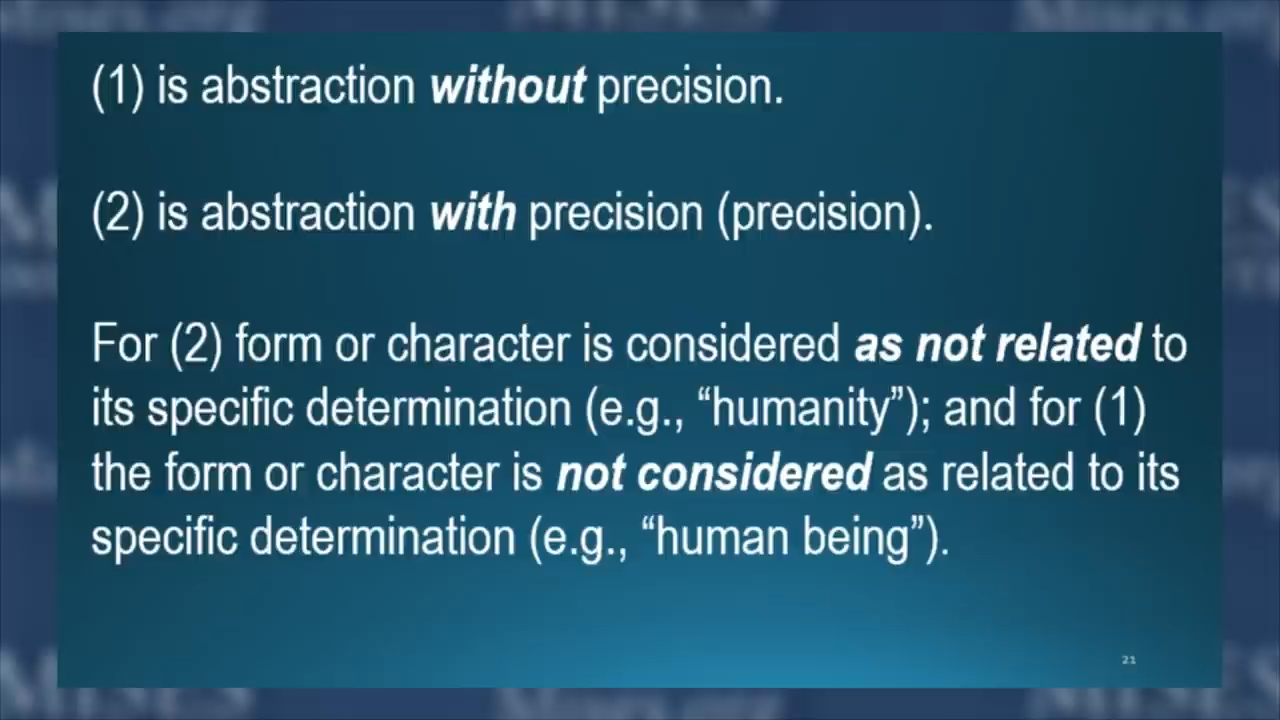 (1) is abstraction without precision.
(2) is abstraction with precision (precision).
For (2) form or character is considered as not related to
its specific determination (e.g., “humanity”); and for (1)
the form or character is not considered as related to its
specific determination (e.g., “human being”).
21